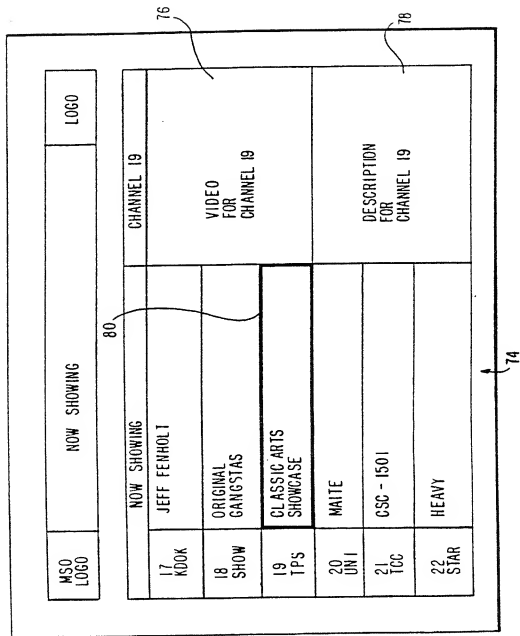 MSO
LOGO
NOW SHOWING
LOGO
NOW SHOWING
CHANNEL 19
17
KDOK
JEFF FENHOLT
18
SHOW
ORIGINAL
GANGSTAS
19
TPS
CLASSIC ARTS
SHOWCASE
20
UNI
MAITE
21
TCC
CSC - 1501
22
STAR
HEAVY
VIDEO
FOR
CHANNEL 19
DESCRIPTION
FOR
CHANNEL 19
76
78
80
74